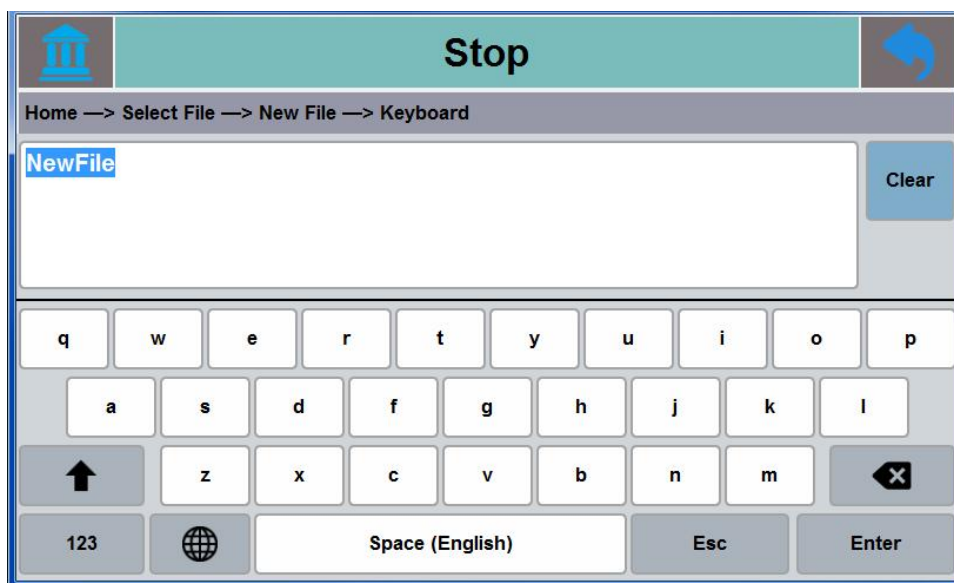 Stop
Home —> Select File —> New File —> Keyboard
NewFile
Clear
q w e r t y u i o p
a s d f g h j k l
z x c v b n m
123 Space (English) Esc Enter